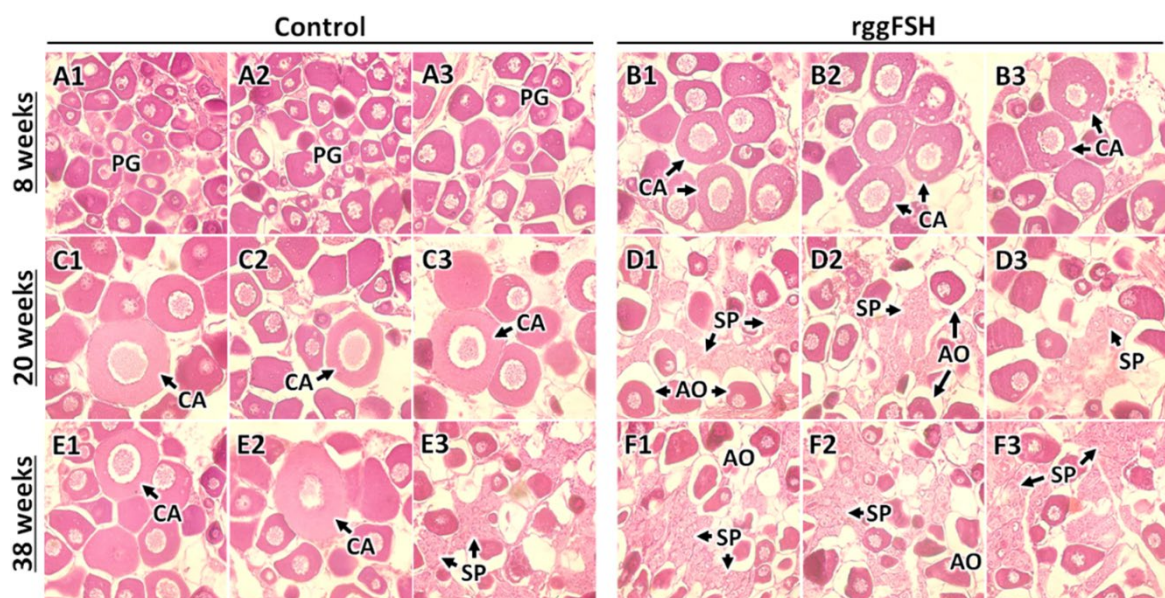 Control rggFSH
8 weeks
A1 A2 A3 B1 B2 B3
PG
PG
PG
CA
CA
CA
20 weeks
C1 C2 C3 D1 D2 D3
CA
CA
CA
SP
AO
SP
AO
SP
38 weeks
E1 E2 E3 F1 F2 F3
CA
CA
SP
AO
SP
SP
AO
SP